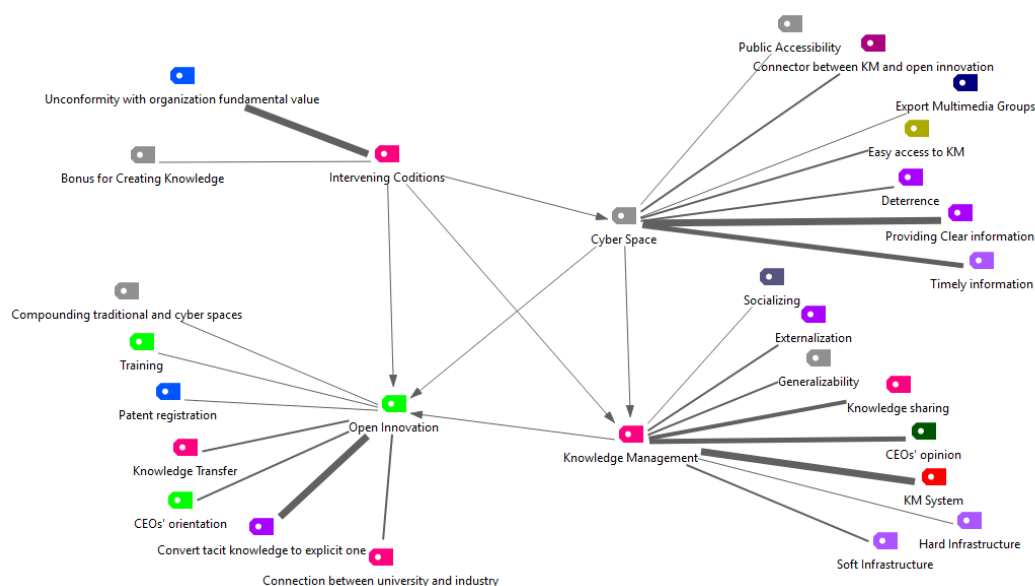 Public Accessibility
Connector between KM and open innovation
Unconformity with organization fundamental value
Export Multimedia Groups
Easy access to KM
Bonus for Creating Knowledge
Intervening Coditions
Deterrence
Providing Clear information
Cyber Space
Timely information
Socializing
Compounding traditional and cyber spaces
Externalization
Training
Generalizability
Patent registration
Knowledge sharing
Open Innovation
Knowledge Management
CEOs' opinion
Knowledge Transfer
KM System
CEOs' orientation
Hard Infrastructure
Convert tacit knowledge to explicit one
Soft Infrastructure
Connection between university and industry